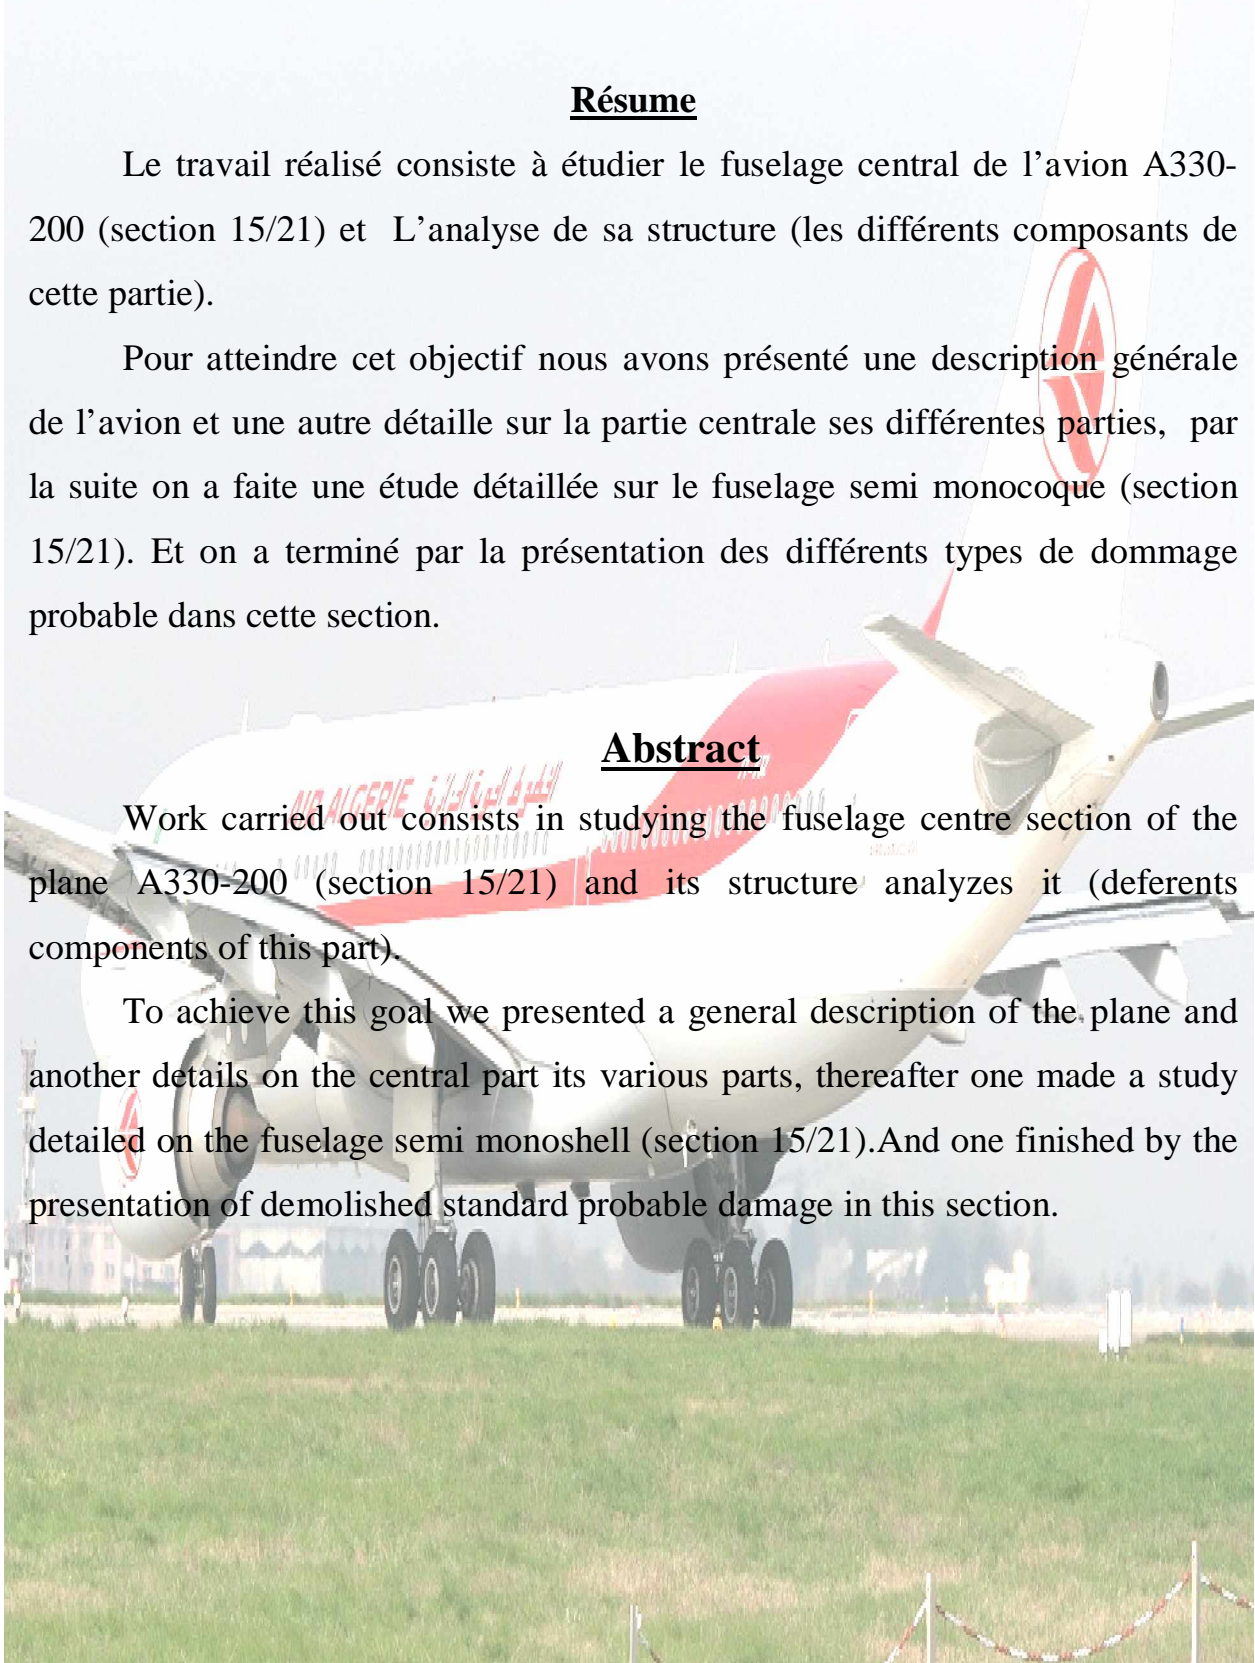 Résume
Le travail réalisé consiste à étudier le fuselage central de l’avion A330-
200 (section 15/21) et L’analyse de sa structure (les différents composants de
cette partie).
Pour atteindre cet objectif nous avons présenté une description générale
de l’avion et une autre détaille sur la partie centrale ses différentes parties, par
la suite on a faite une étude détaillée sur le fuselage semi monocoque (section
15/21). Et on a terminé par la présentation des différents types de dommage
probable dans cette section.
Abstract
AIR ALGERIE الخطوط الجوية الجزائرية
Work carried out consists in studying the fuselage centre section of the
plane A330-200 (section 15/21) and its structure analyzes it (deferents
components of this part).
To achieve this goal we presented a general description of the plane and
another details on the central part its various parts, thereafter one made a study
detailed on the fuselage semi monoshell (section 15/21).And one finished by the
presentation of demolished standard probable damage in this section.